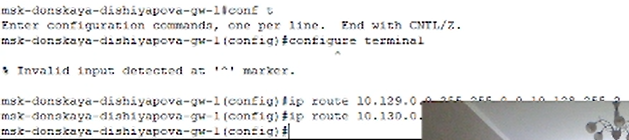 msk-donskaya-dishiyapova-gw-1#conf t
Enter configuration commands, one per line.  End with CNTL/Z.
msk-donskaya-dishiyapova-gw-1(config)#configure terminal
^
% Invalid input detected at '^' marker.
msk-donskaya-dishiyapova-gw-1(config)#ip route 10.129.0.0 255.255.0.0 10.128.255.2
msk-donskaya-dishiyapova-gw-1(config)#ip route 10.130.0.
msk-donskaya-dishiyapova-gw-1(config)#